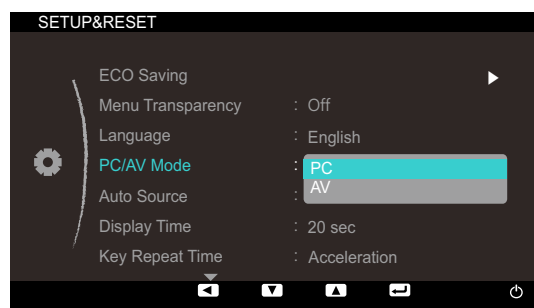 SETUP&RESET
ECO Saving
Menu Transparency : Off
Language : English
PC/AV Mode : PC
AV
Auto Source :
Display Time : 20 sec
Key Repeat Time : Acceleration